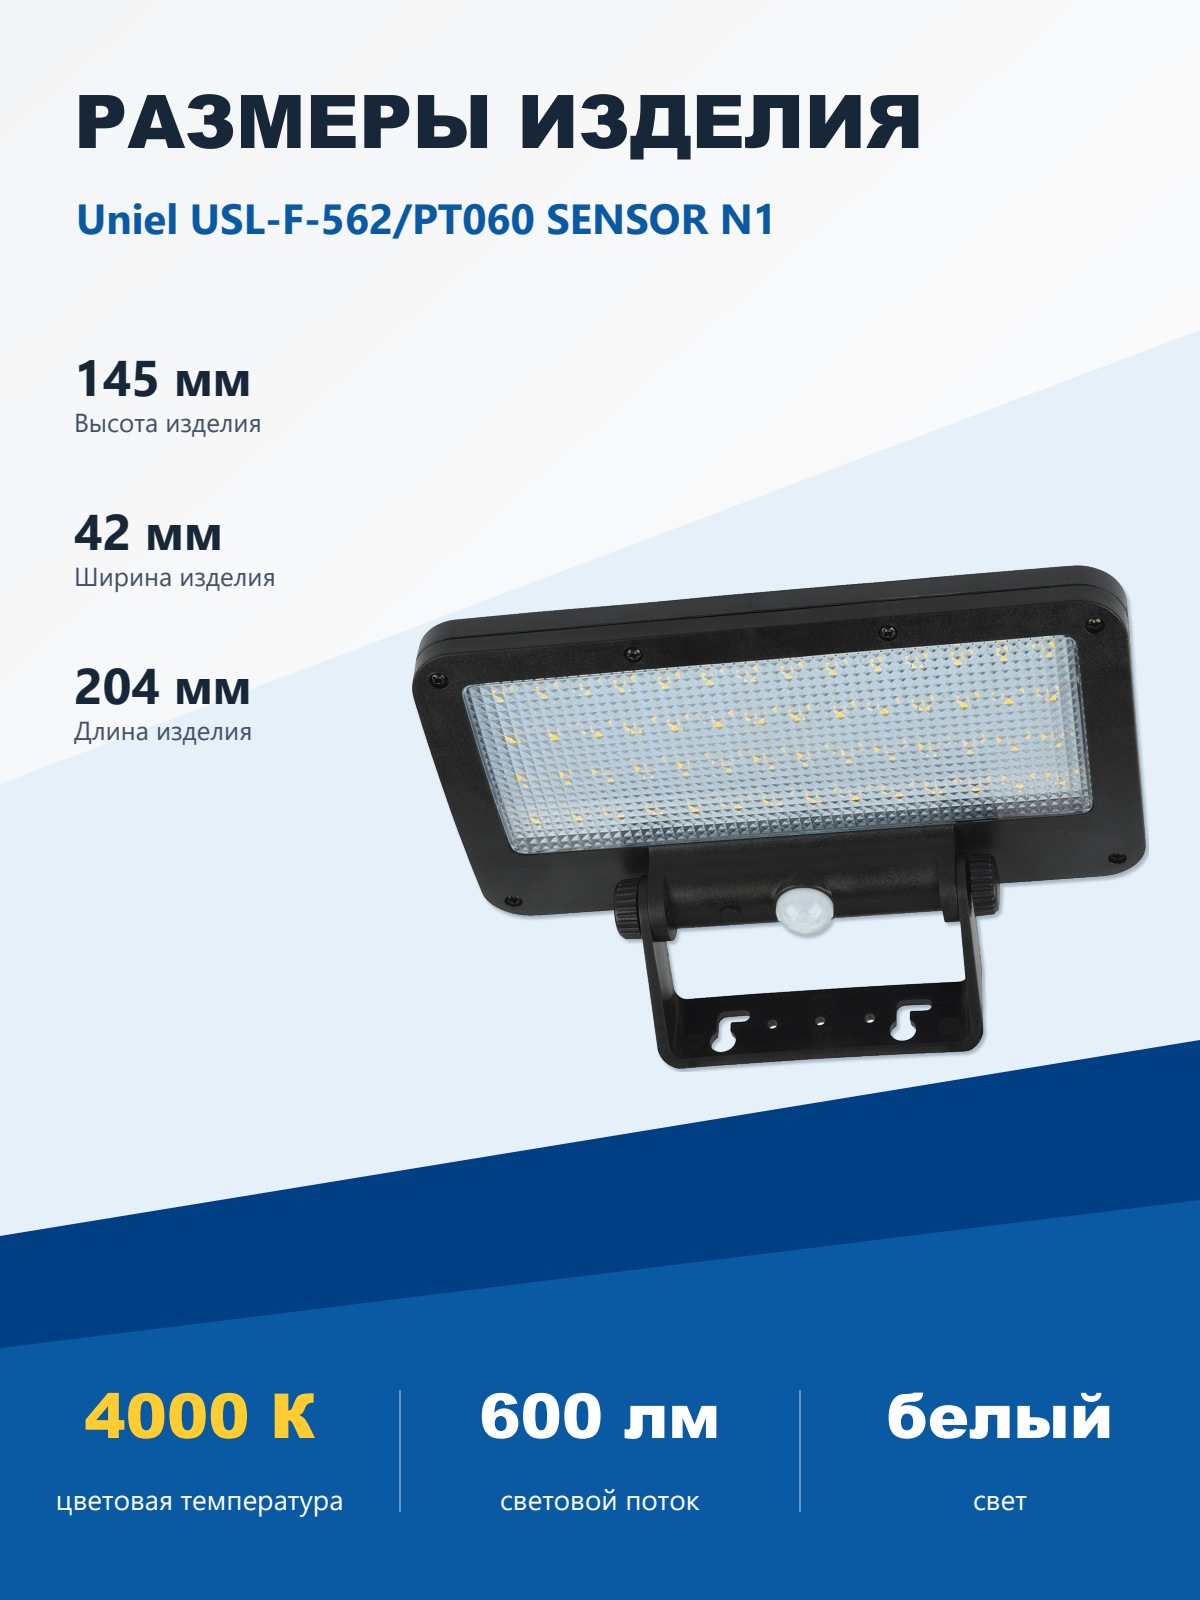 РАЗМЕРЫ ИЗДЕЛИЯ
Uniel USL-F-562/PT060 SENSOR N1
145 мм
Высота изделия
42 мм
Ширина изделия
204 мм
Длина изделия
4000 К
цветовая температура
600 лм
световой поток
белый
свет